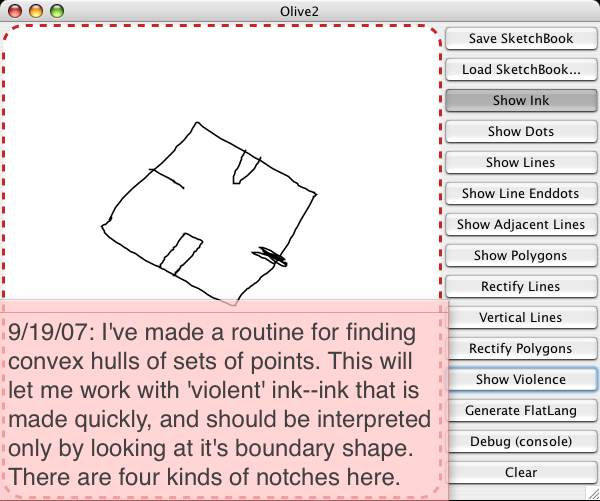 Olive2
Save SketchBook
Load SketchBook...
Show Ink
Show Dots
Show Lines
Show Line Enddots
Show Adjacent Lines
Show Polygons
Rectify Lines
Vertical Lines
Rectify Polygons
Show Violence
Generate FlatLang
Debug (console)
Clear
9/19/07: I've made a routine for finding
convex hulls of sets of points. This will
let me work with 'violent' ink--ink that is
made quickly, and should be interpreted
only by looking at it's boundary shape.
There are four kinds of notches here.